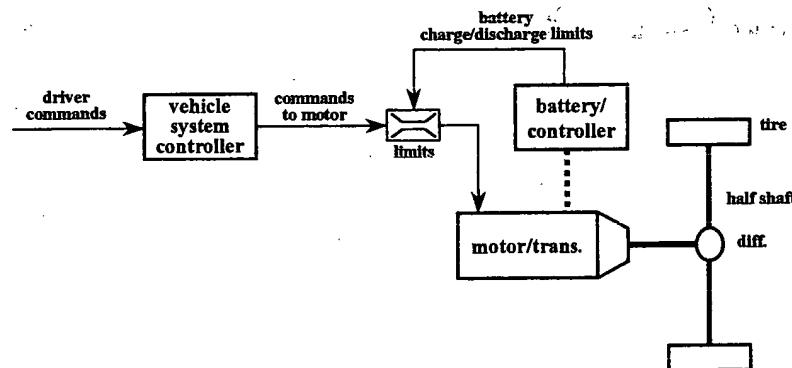 battery
charge/discharge limits
driver
commands
vehicle
system
controller
commands
to motor
limits
battery/
controller
tire
half shaft
motor/trans.
diff.